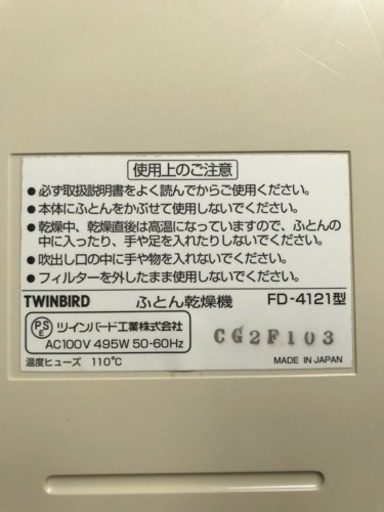 使用上のご注意
●必ず取扱説明書をよく読んでからご使用ください。
●本体にふとんをかぶせて使用しないでください。
●乾燥中、乾燥直後は高温になっていますので、ふとんの
中に入ったり、手や足を入れたりしないでください。
●吹出し口の中に手や物を入れないでください。
●フィルターを外したまま使用しないでください。
TWINBIRD ふとん乾燥機 FD-4121型
PSE ツインバード工業株式会社
AC100V 495W 50-60Hz
CG2F103
温度ヒューズ 110℃ MADE IN JAPAN